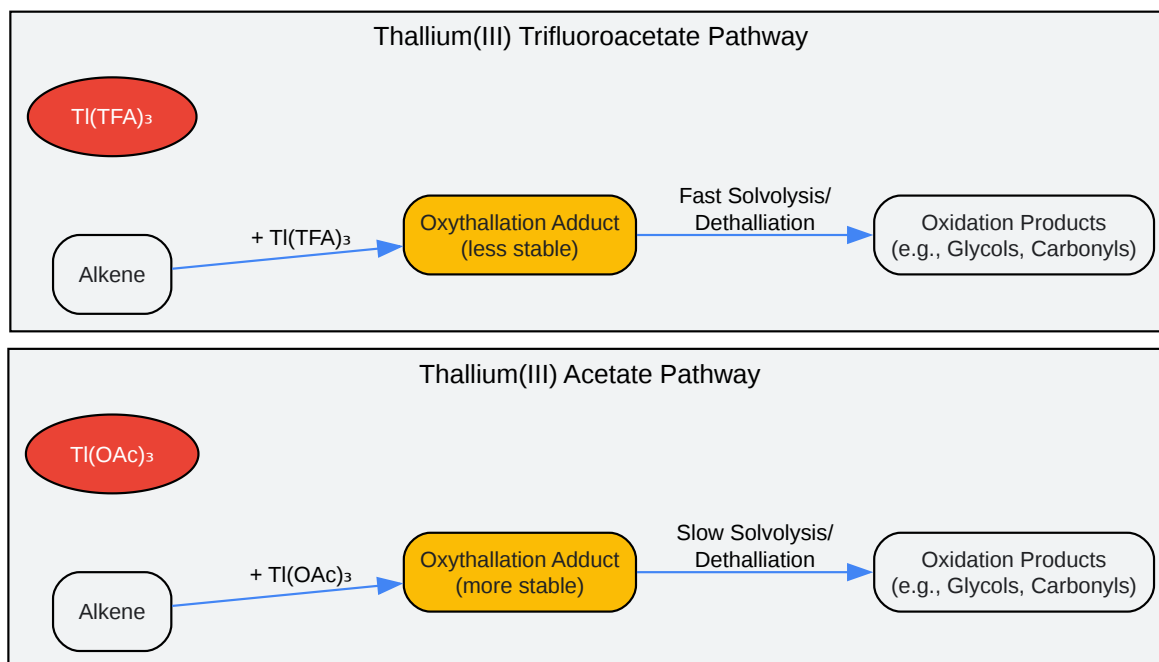 Thallium(III) Trifluoroacetate Pathway
Tl(TFA)₃
Alkene
+ Tl(TFA)₃
Oxythallation Adduct
(less stable)
Fast Solvolysis/
Dethalliation
Oxidation Products
(e.g., Glycols, Carbonyls)
Thallium(III) Acetate Pathway
Tl(OAc)₃
Alkene
+ Tl(OAc)₃
Oxythallation Adduct
(more stable)
Slow Solvolysis/
Dethalliation
Oxidation Products
(e.g., Glycols, Carbonyls)